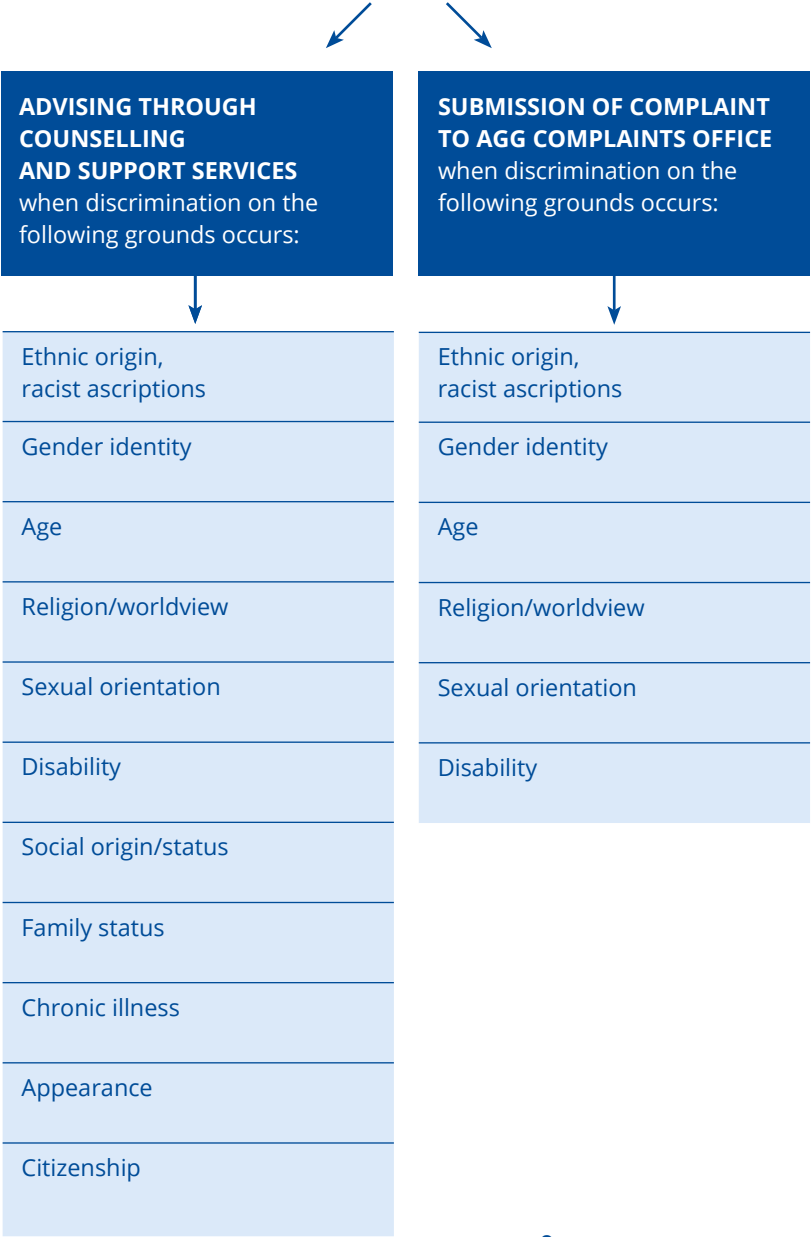 ADVISING THROUGH
COUNSELLING
AND SUPPORT SERVICES
when discrimination on the
following grounds occurs:
Ethnic origin,
racist ascriptions
Gender identity
Age
Religion/worldview
Sexual orientation
Disability
Social origin/status
Family status
Chronic illness
Appearance
Citizenship
SUBMISSION OF COMPLAINT
TO AGG COMPLAINTS OFFICE
when discrimination on the
following grounds occurs:
Ethnic origin,
racist ascriptions
Gender identity
Age
Religion/worldview
Sexual orientation
Disability